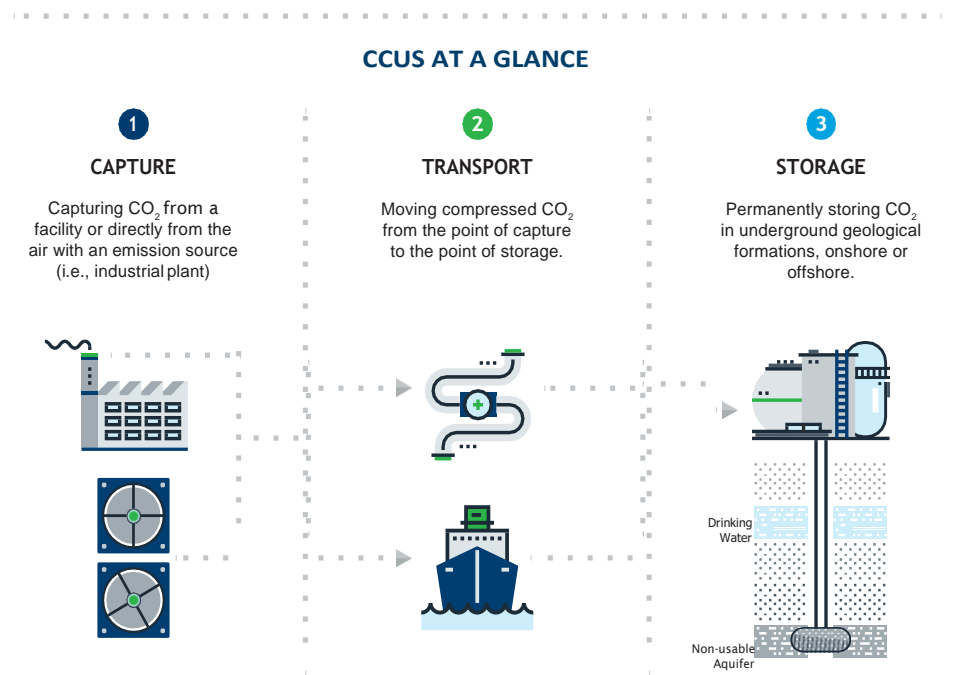 CCUS AT A GLANCE
1
CAPTURE
Capturing CO₂ from a
facility or directly from the
air with an emission source
(i.e., industrial plant)
2
TRANSPORT
Moving compressed CO₂
from the point of capture
to the point of storage.
3
STORAGE
Permanently storing CO₂
in underground geological
formations, onshore or
offshore.
Drinking
Water
Non-usable
Aquifer